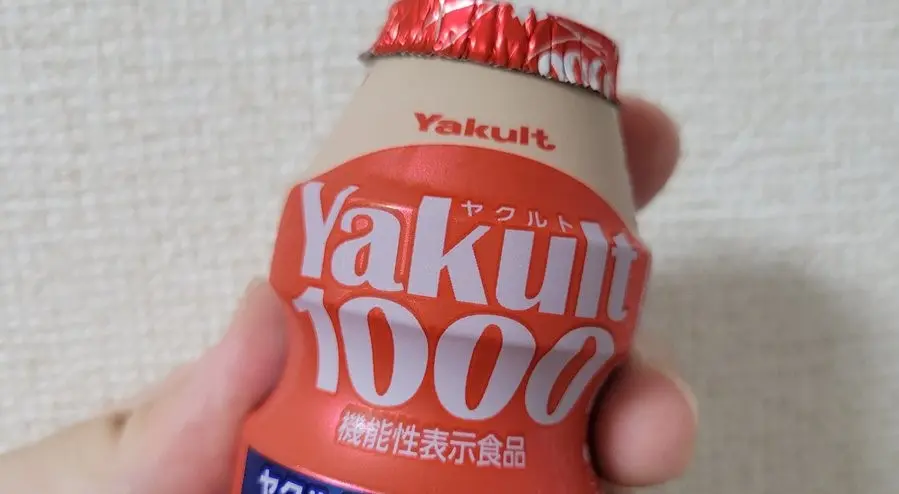 Yakult
ヤクルト
Yakult
1000
機能性表示食品